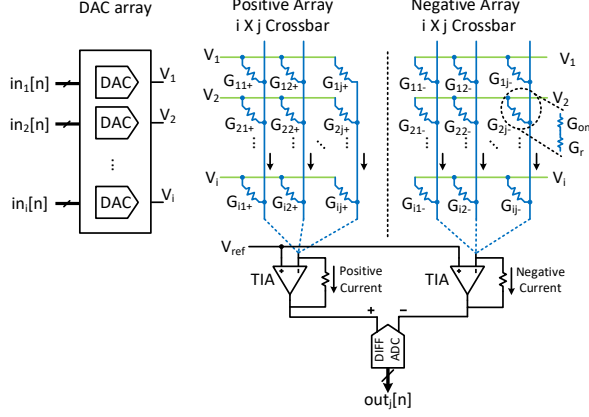 DAC array
Positive Array
i X j Crossbar
Negative Array
i X j Crossbar
in1[n]
DAC
V1
in2[n]
DAC
V2
⋮
ini[n]
DAC
Vi
V1
G11+
G12+
G1j+
V2
G21+
G22+
G2j+
...
...
Vi
Gi1+
Gi2+
Gij+
V1
G11-
G12-
G1j-
V2
G21-
G22-
G2j-
Gon
Gr
...
...
Vi
Gi1-
Gi2-
Gij-
Vref
+ -
TIA
Positive
Current
+ -
TIA
Negative
Current
+
−
DIFF
ADC
outj[n]